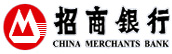 招商银行
CHINA MERCHANTS BANK